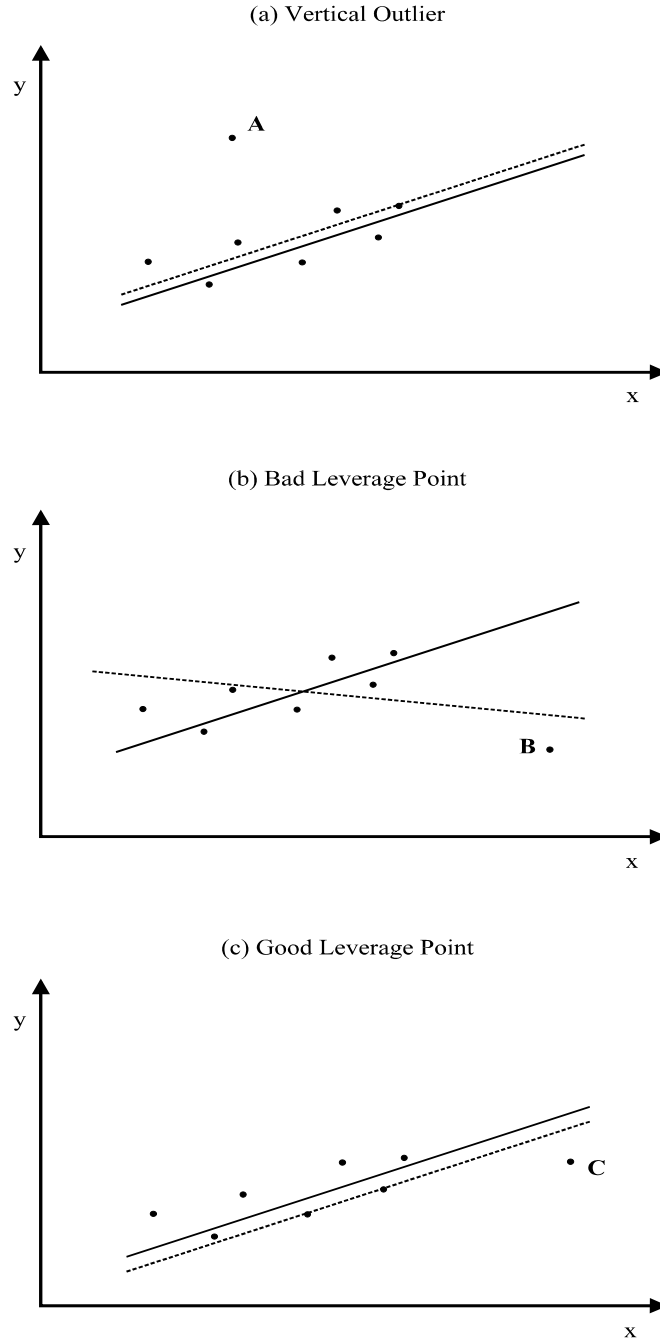 (a) Vertical Outlier
y
A
x
(b) Bad Leverage Point
y
B
x
(c) Good Leverage Point
y
C
x